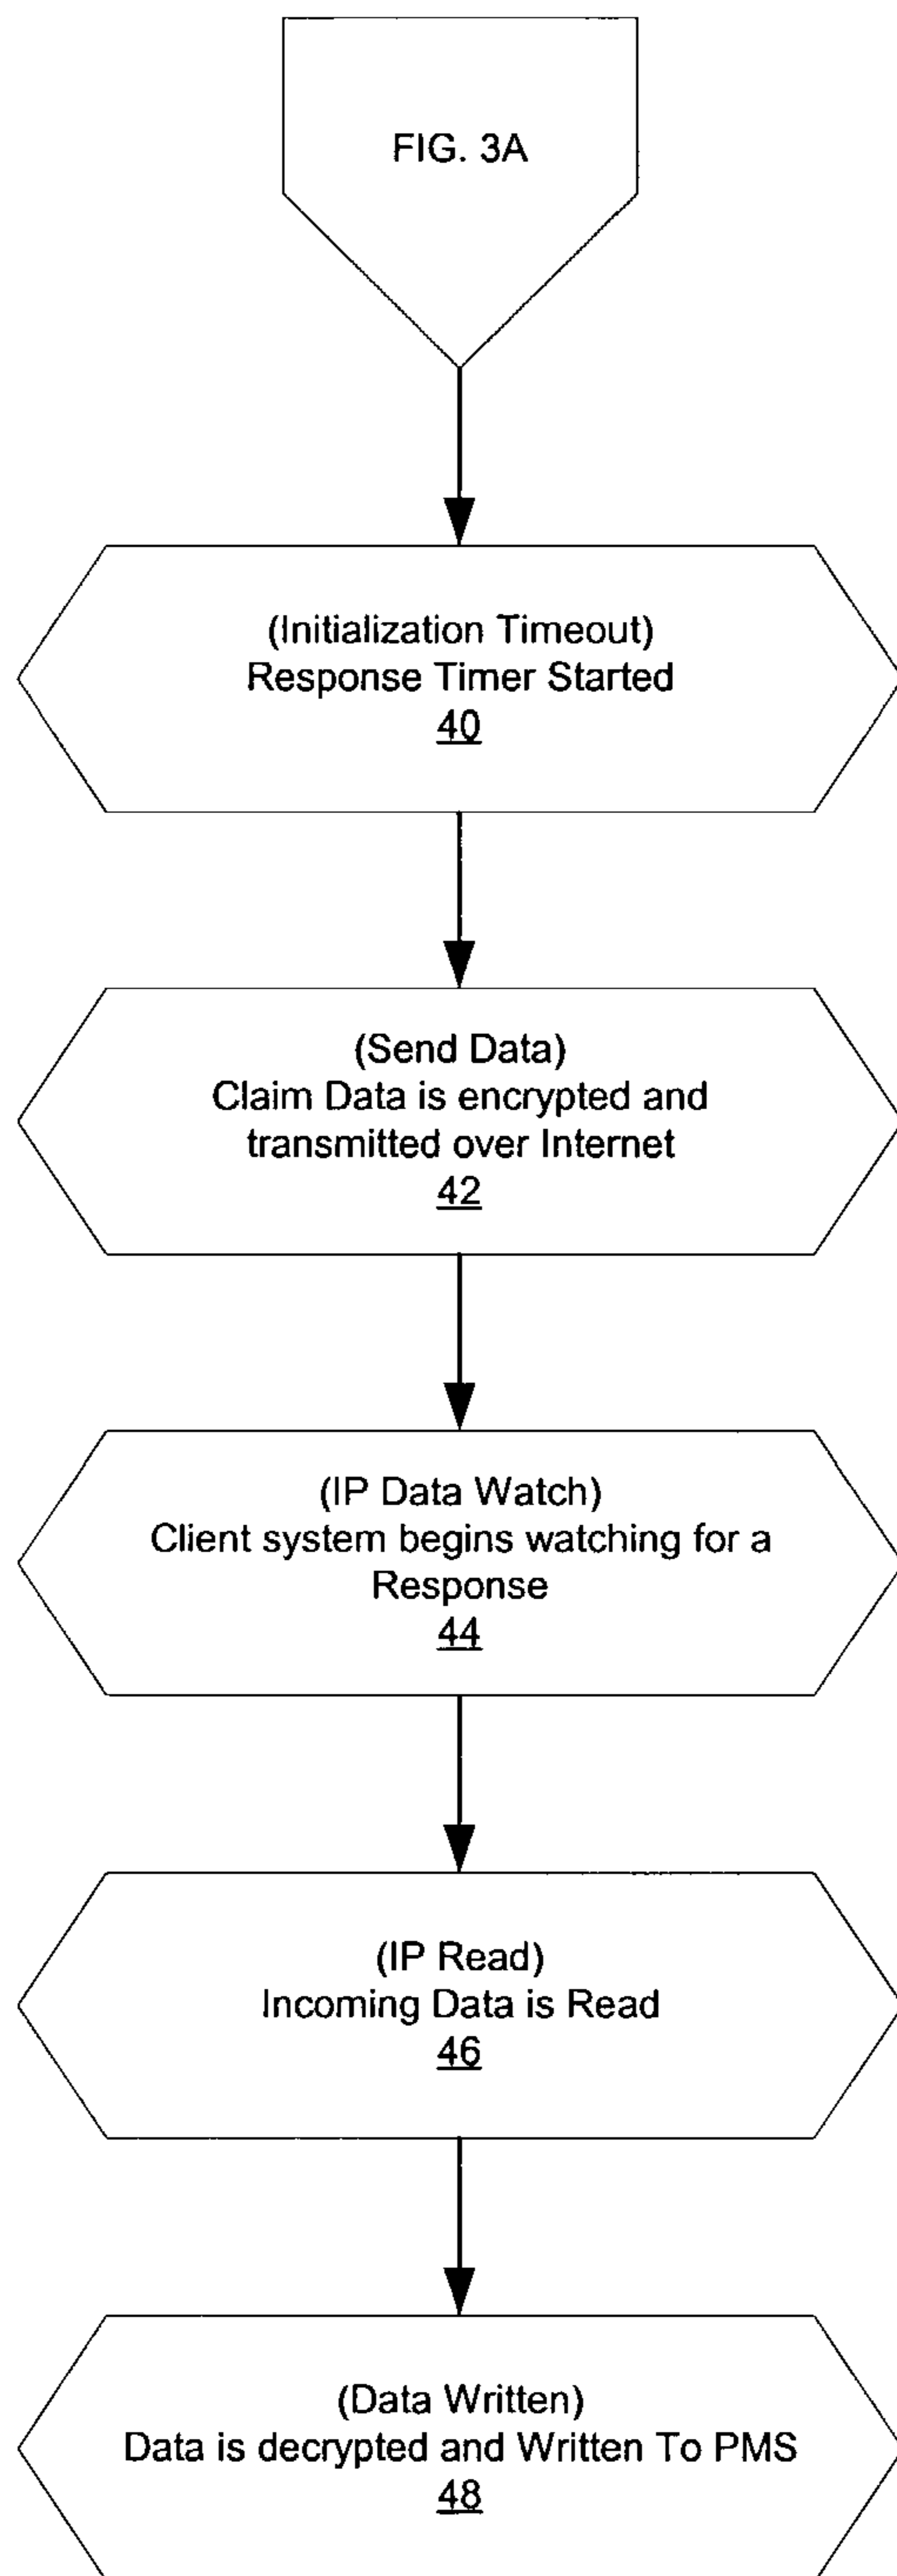 FIG. 3A
(Initialization Timeout)
Response Timer Started
40
(Send Data)
Claim Data is encrypted and
transmitted over Internet
42
(IP Data Watch)
Client system begins watching for a
Response
44
(IP Read)
Incoming Data is Read
46
(Data Written)
Data is decrypted and Written To PMS
48